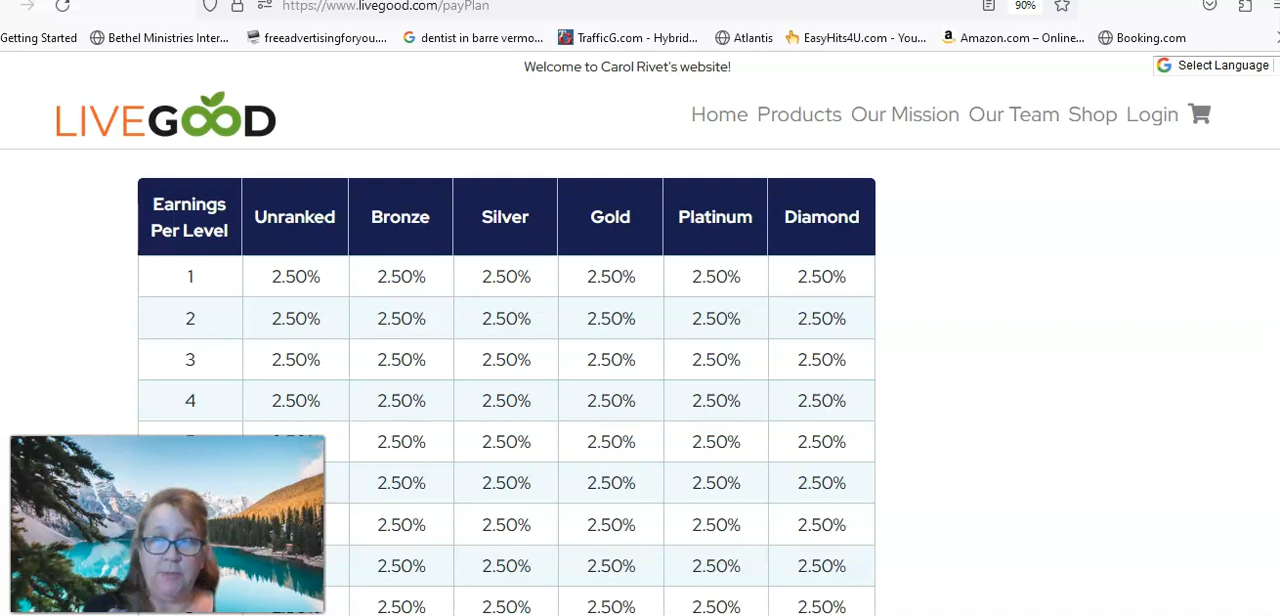 https://www.livegood.com/payPlan
90%
Getting Started Bethel Ministries Inter... freeadvertisingforyou.... dentist in barre vermo... TrafficG.com - Hybrid... Atlantis EasyHits4U.com - You... Amazon.com – Online... Booking.com
Welcome to Carol Rivet's website!
Select Language
LIVEGOOD
Home Products Our Mission Our Team Shop Login
Earnings Per Level Unranked Bronze Silver Gold Platinum Diamond
1 2.50% 2.50% 2.50% 2.50% 2.50% 2.50%
2 2.50% 2.50% 2.50% 2.50% 2.50% 2.50%
3 2.50% 2.50% 2.50% 2.50% 2.50% 2.50%
4 2.50% 2.50% 2.50% 2.50% 2.50% 2.50%
2.50% 2.50% 2.50% 2.50% 2.50%
2.50% 2.50% 2.50% 2.50% 2.50%
2.50% 2.50% 2.50% 2.50% 2.50%
2.50% 2.50% 2.50% 2.50% 2.50%
2.50% 2.50% 2.50% 2.50% 2.50%